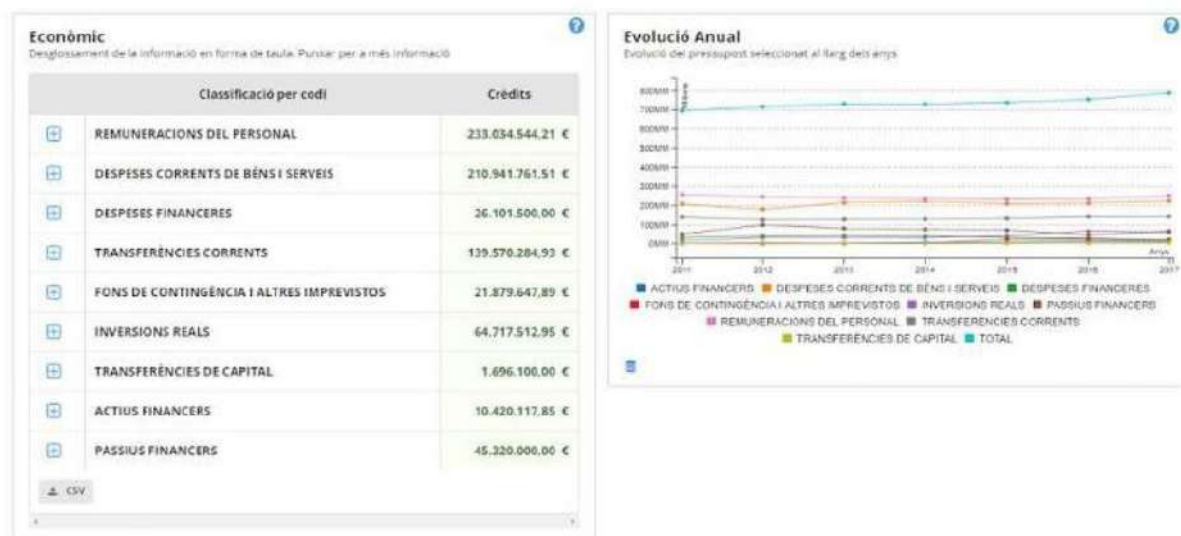 Econòmic
Desglossament de la informació en forma de taula. Punxar per a més informació
Classificació per codi Crèdits
REMUNERACIONS DEL PERSONAL 233.034.544,21 €
DESPESES CORRENTS DE BÉNS I SERVEIS 210.941.761,51 €
DESPESES FINANCERES 26.101.500,00 €
TRANSFERÈNCIES CORRENTS 139.570.284,93 €
FONS DE CONTINGÈNCIA I ALTRES IMPREVISTOS 21.879.647,89 €
INVERSIONS REALS 64.717.512,95 €
TRANSFERÉNCIES DE CAPITAL 1.696.100,00 €
ACTIUS FINANCERS 10.420.117,85 €
PASSIUS FINANCERS 45.320.000,00 €
CSV
Evolució Anual
Evolució del pressupost seleccionat al llarg dels anys
800MM
700MM
600MM
500MM
400MM
300MM
200MM
100MM
0MM
Anys
2011 2012 2013 2014 2015 2016 2017
ACTIUS FINANCERS DESPESES CORRENTS DE BÉNS I SERVEIS DESPESES FINANCERES
FONS DE CONTINGÈNCIA I ALTRES IMPREVISTOS INVERSIONS REALS PASSIUS FINANCERS
REMUNERACIONS DEL PERSONAL TRANSFERÈNCIES CORRENTS
TRANSFERÈNCIES DE CAPITAL TOTAL